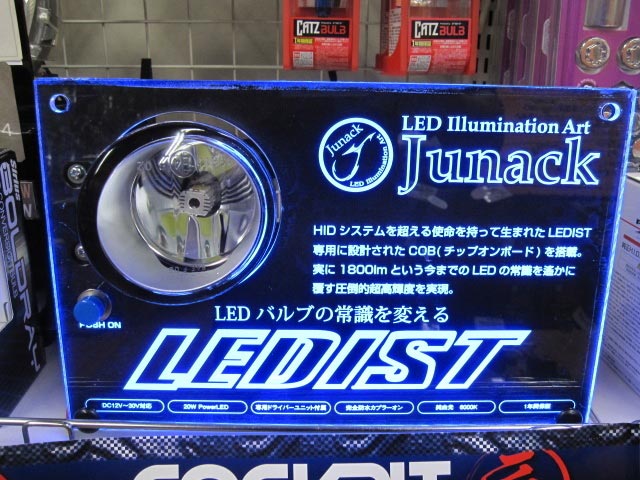 CATZ BULB
CATZ BULB
Junack
LED Illumination Art
LED Illumination Art
Junack
HIDシステムを超える使命を持って生まれたLEDIST
専用に設計されたCOB(チップオンボード)を搭載。
実に1800lmという今までのLEDの常識を遙かに
覆す圧倒的超高輝度を実現。
PUSH ON
LEDバルブの常識を変える
LEDIST
DC12V～30V対応
20W PowerLED
専用ドライバーユニット付属
完全防水カプラーオン
純白光 6000K
1年間保証
COCKPIT